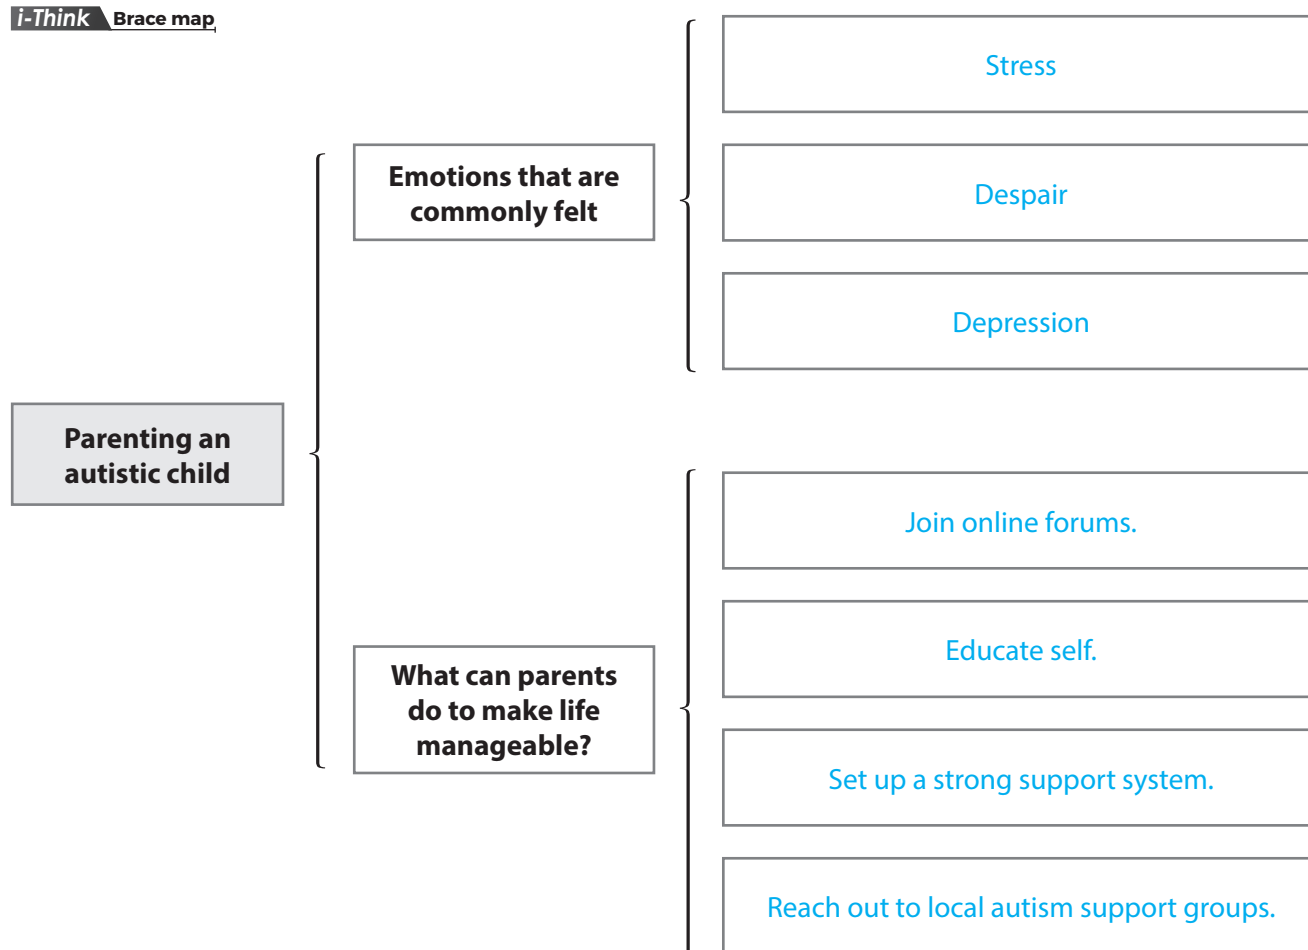 i-Think Brace map
Stress
Emotions that are
commonly felt
Despair
Depression
Parenting an
autistic child
Join online forums.
Educate self.
What can parents
do to make life
manageable?
Set up a strong support system.
Reach out to local autism support groups.